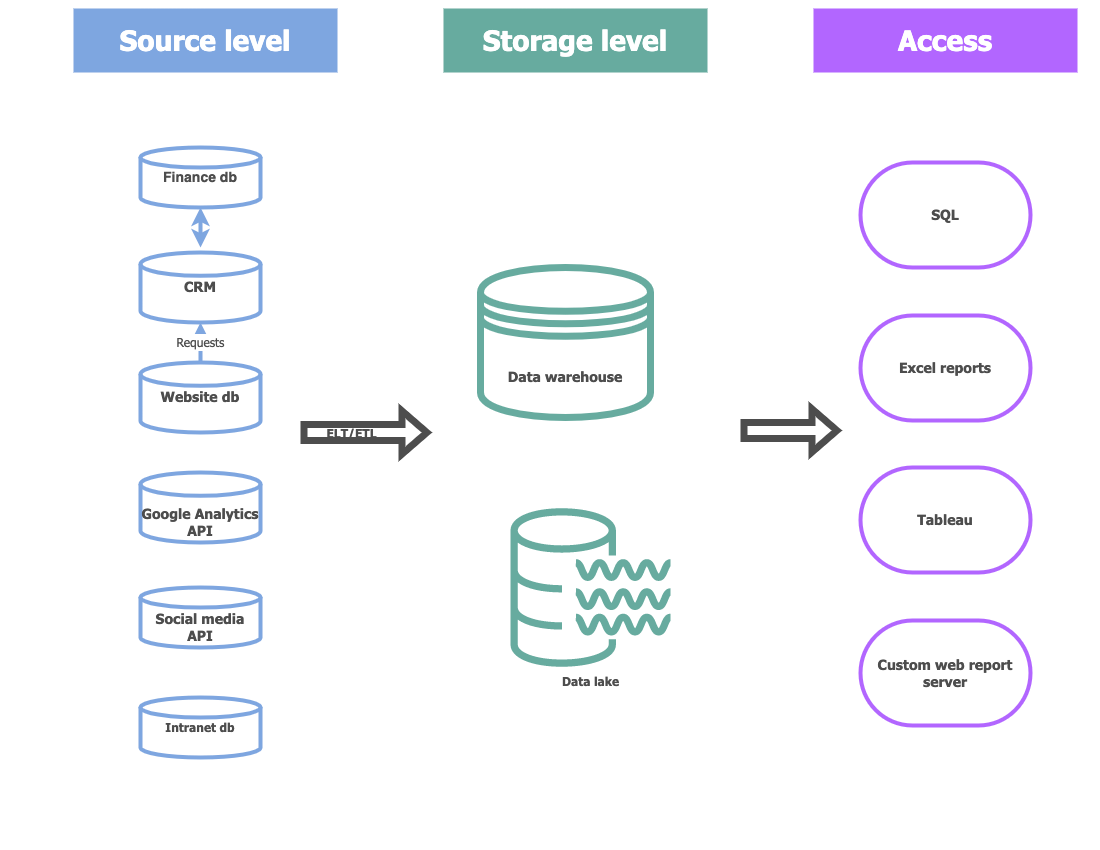 Source level
Storage level
Access
Finance db
CRM
Requests
Website db
Google Analytics
API
Social media
API
Intranet db
ELT/ETL
Data warehouse
Data lake
SQL
Excel reports
Tableau
Custom web report
server